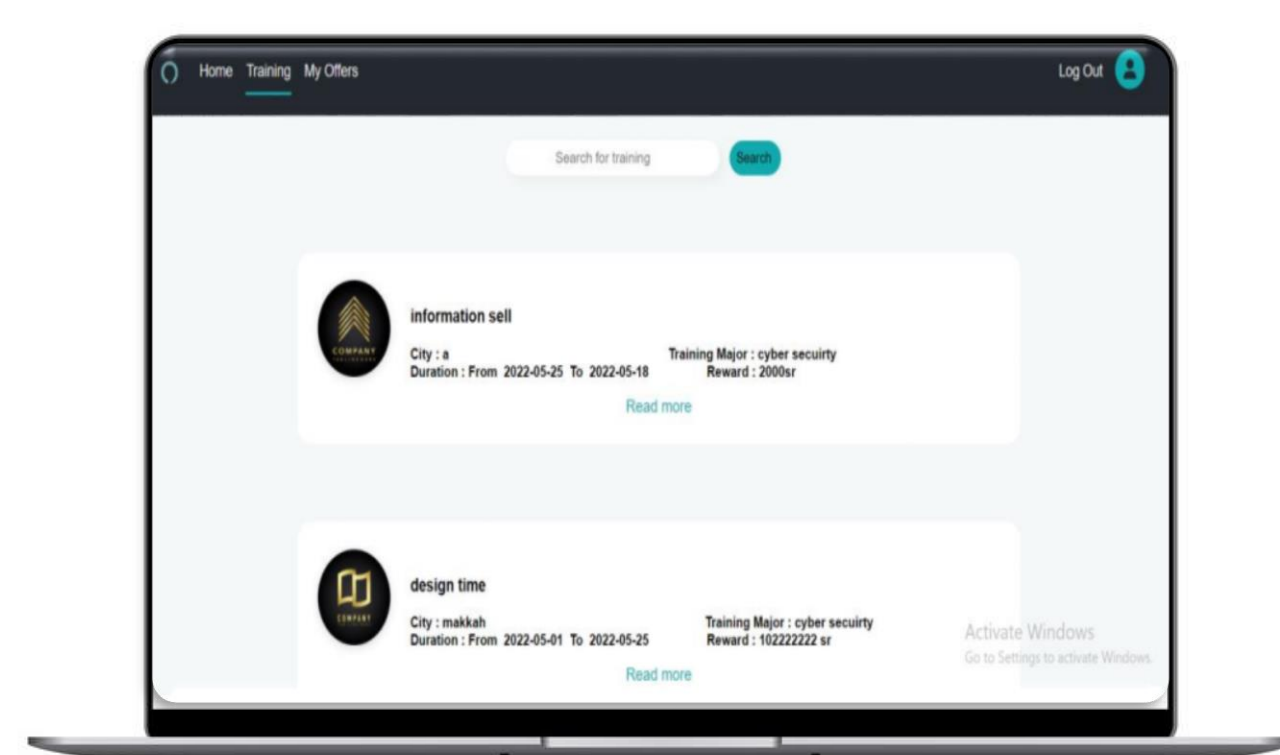 Home Training My Offers Log Out
Search for training Search
information sell
COMPANY
City : a Training Major : cyber secuirty
Duration : From 2022-05-25 To 2022-05-18 Reward : 2000sr
Read more
design time
COMPANY
City : makkah Training Major : cyber secuirty
Duration : From 2022-05-01 To 2022-05-25 Reward : 102222222 sr
Read more
Activate Windows
Go to Settings to activate Windows.